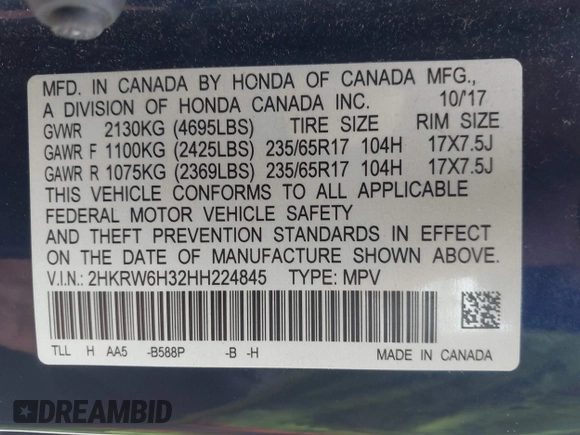 MFD. IN CANADA BY HONDA OF CANADA MFG.,
A DIVISION OF HONDA CANADA INC. 10/'17
GVWR 2130KG (4695LBS) TIRE SIZE RIM SIZE
GAWR F 1100KG (2425LBS) 235/65R17 104H 17X7.5J
GAWR R 1075KG (2369LBS) 235/65R17 104H 17X7.5J
THIS VEHICLE CONFORMS TO ALL APPLICABLE
FEDERAL MOTOR VEHICLE SAFETY
AND THEFT PREVENTION STANDARDS IN EFFECT
ON THE DATE OF MANUFACTURE SHOWN ABOVE.
V.I.N.: 2HKRW6H32HH224845 TYPE: MPV
TLL H AA5 -B588P -B -H MADE IN CANADA
DREAMBID